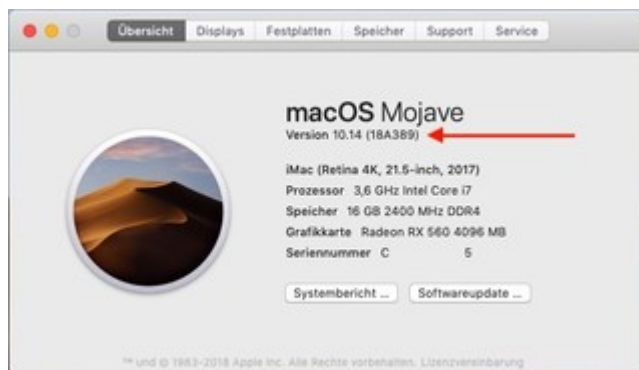 Übersicht Displays Festplatten Speicher Support Service
macOS Mojave
Version 10.14 (18A389)
iMac (Retina 4K, 21.5-inch, 2017)
Prozessor 3,6 GHz Intel Core i7
Speicher 16 GB 2400 MHz DDR4
Grafikkarte Radeon RX 560 4096 MB
Seriennummer C 5
Systembericht ... Softwareupdate ...
™ und © 1983-2018 Apple Inc. Alle Rechte vorbehalten. Lizenzvereinbarung